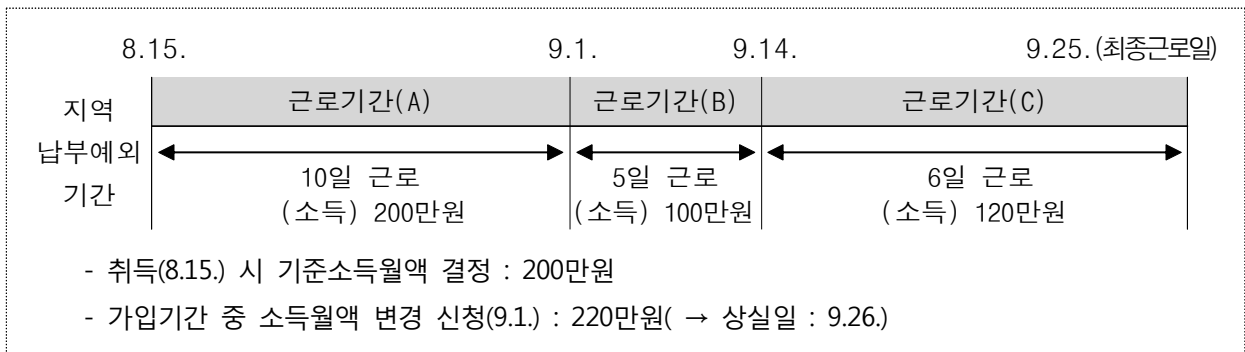 8.15. 9.1. 9.14. 9.25.(최종근로일)
지역
납부예외
기간
근로기간(A) 근로기간(B) 근로기간(C)
10일 근로 5일 근로 6일 근로
(소득) 200만원 (소득) 100만원 (소득) 120만원
- 취득(8.15.) 시 기준소득월액 결정 : 200만원
- 가입기간 중 소득월액 변경 신청(9.1.) : 220만원( → 상실일 : 9.26.)